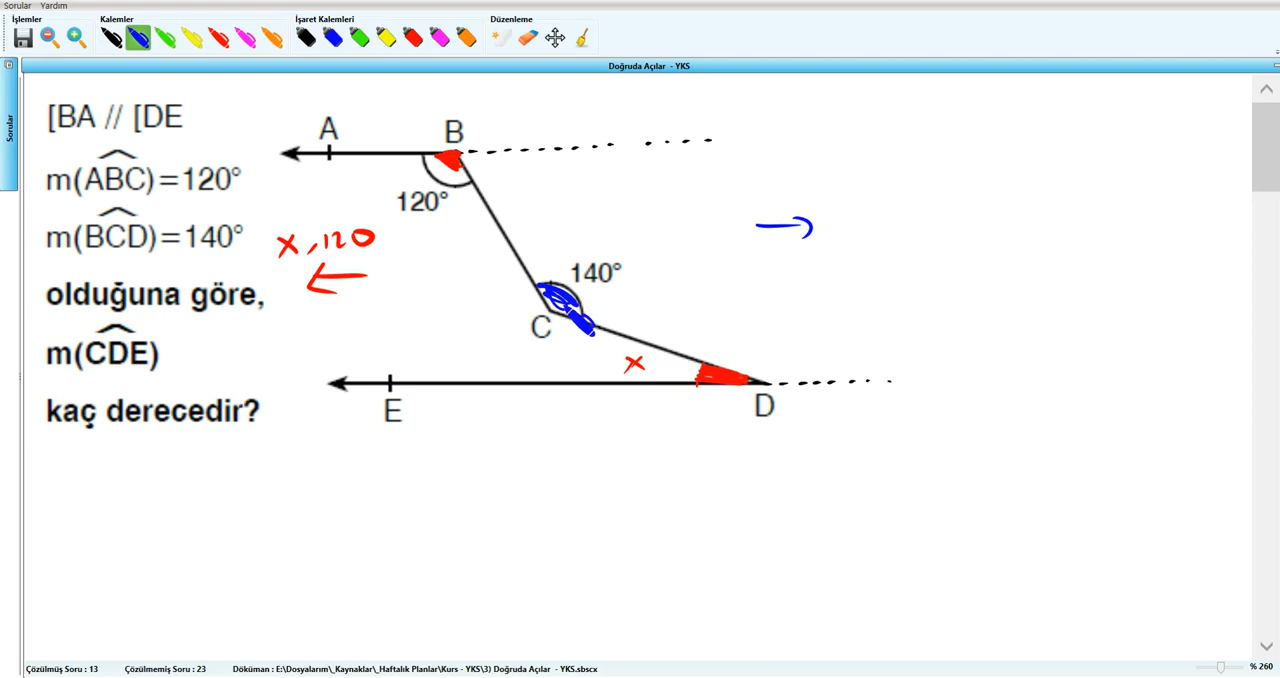 Sorular Yardım
İşlemler Kalemler İşaret Kalemleri Düzenleme
Doğruda Açılar - YKS
Sorular
[BA // [DE
m(ABC)=120°
m(BCD)=140°
olduğuna göre,
m(CDE)
kaç derecedir?
A B
120°
x, 120
140°
C
x
E D
Çözülmüş Soru : 13 Çözülmemiş Soru : 23 Döküman : E:\Dosyalarım\_Kaynaklar\_Haftalık Planlar\Kurs - YKS\3) Doğruda Açılar - YKS.sbscx % 260